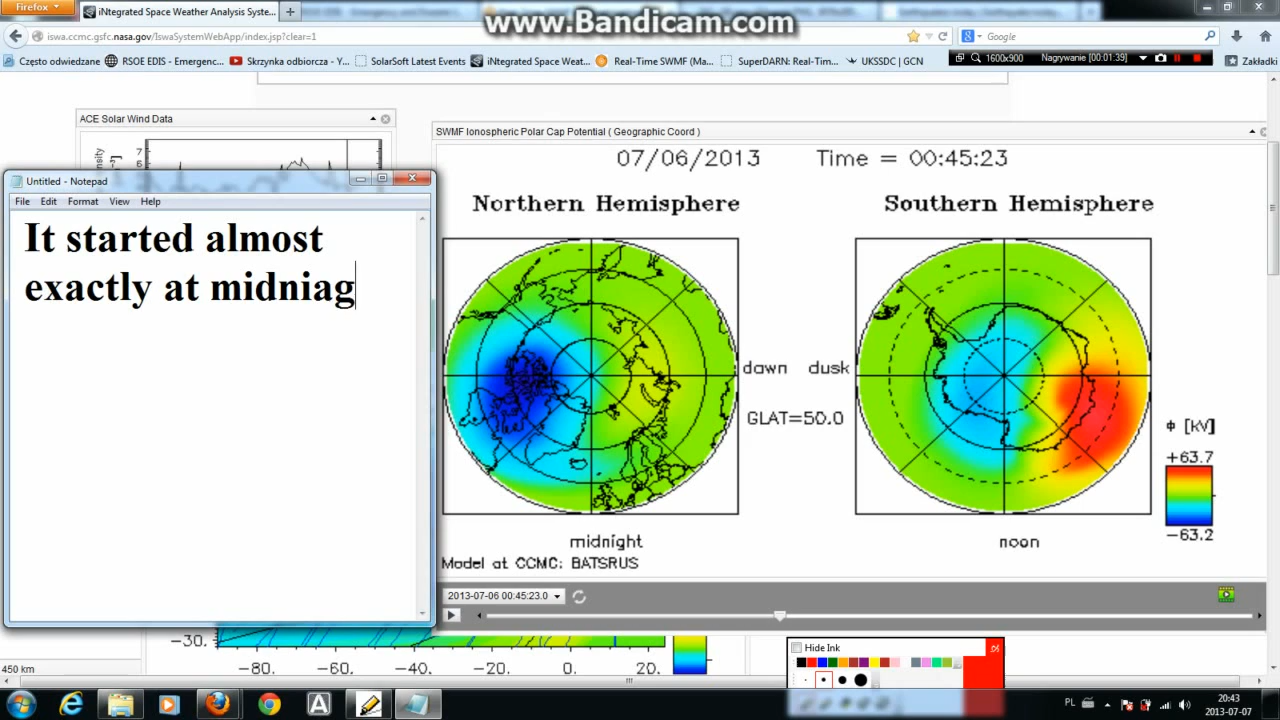 Firefox
iNtegrated Space Weather Analysis Syste...
www.Bandicam.com
iswa.ccmc.gsfc.nasa.gov/IswaSystemWebApp/index.jsp?clear=1
Google
Często odwiedzane
RSOE EDIS - Emergenc...
Skrzynka odbiorcza - Y...
SolarSoft Latest Events
iNtegrated Space Weat...
Real-Time SWMF (Ma...
SuperDARN: Real-Tim...
UKSSDC | GCN
1600x900
Nagrywanie [00:01:39]
Zakładki
ACE Solar Wind Data
7
6
SWMF Ionospheric Polar Cap Potential ( Geographic Coord )
07/06/2013 Time = 00:45:23
Northern Hemisphere
Southern Hemisphere
Untitled - Notepad
File Edit Format View Help
It started almost
exactly at midniag
dawn
dusk
GLAT=50.0
Φ [kV]
+63.7
−63.2
midnight
noon
Model at CCMC: BATSRUS
2013-07-06 00:45:23.0
−30.
−80. −60. −40. −20. 0. 20.
450 km
Hide Ink
PL
20:43
2013-07-07